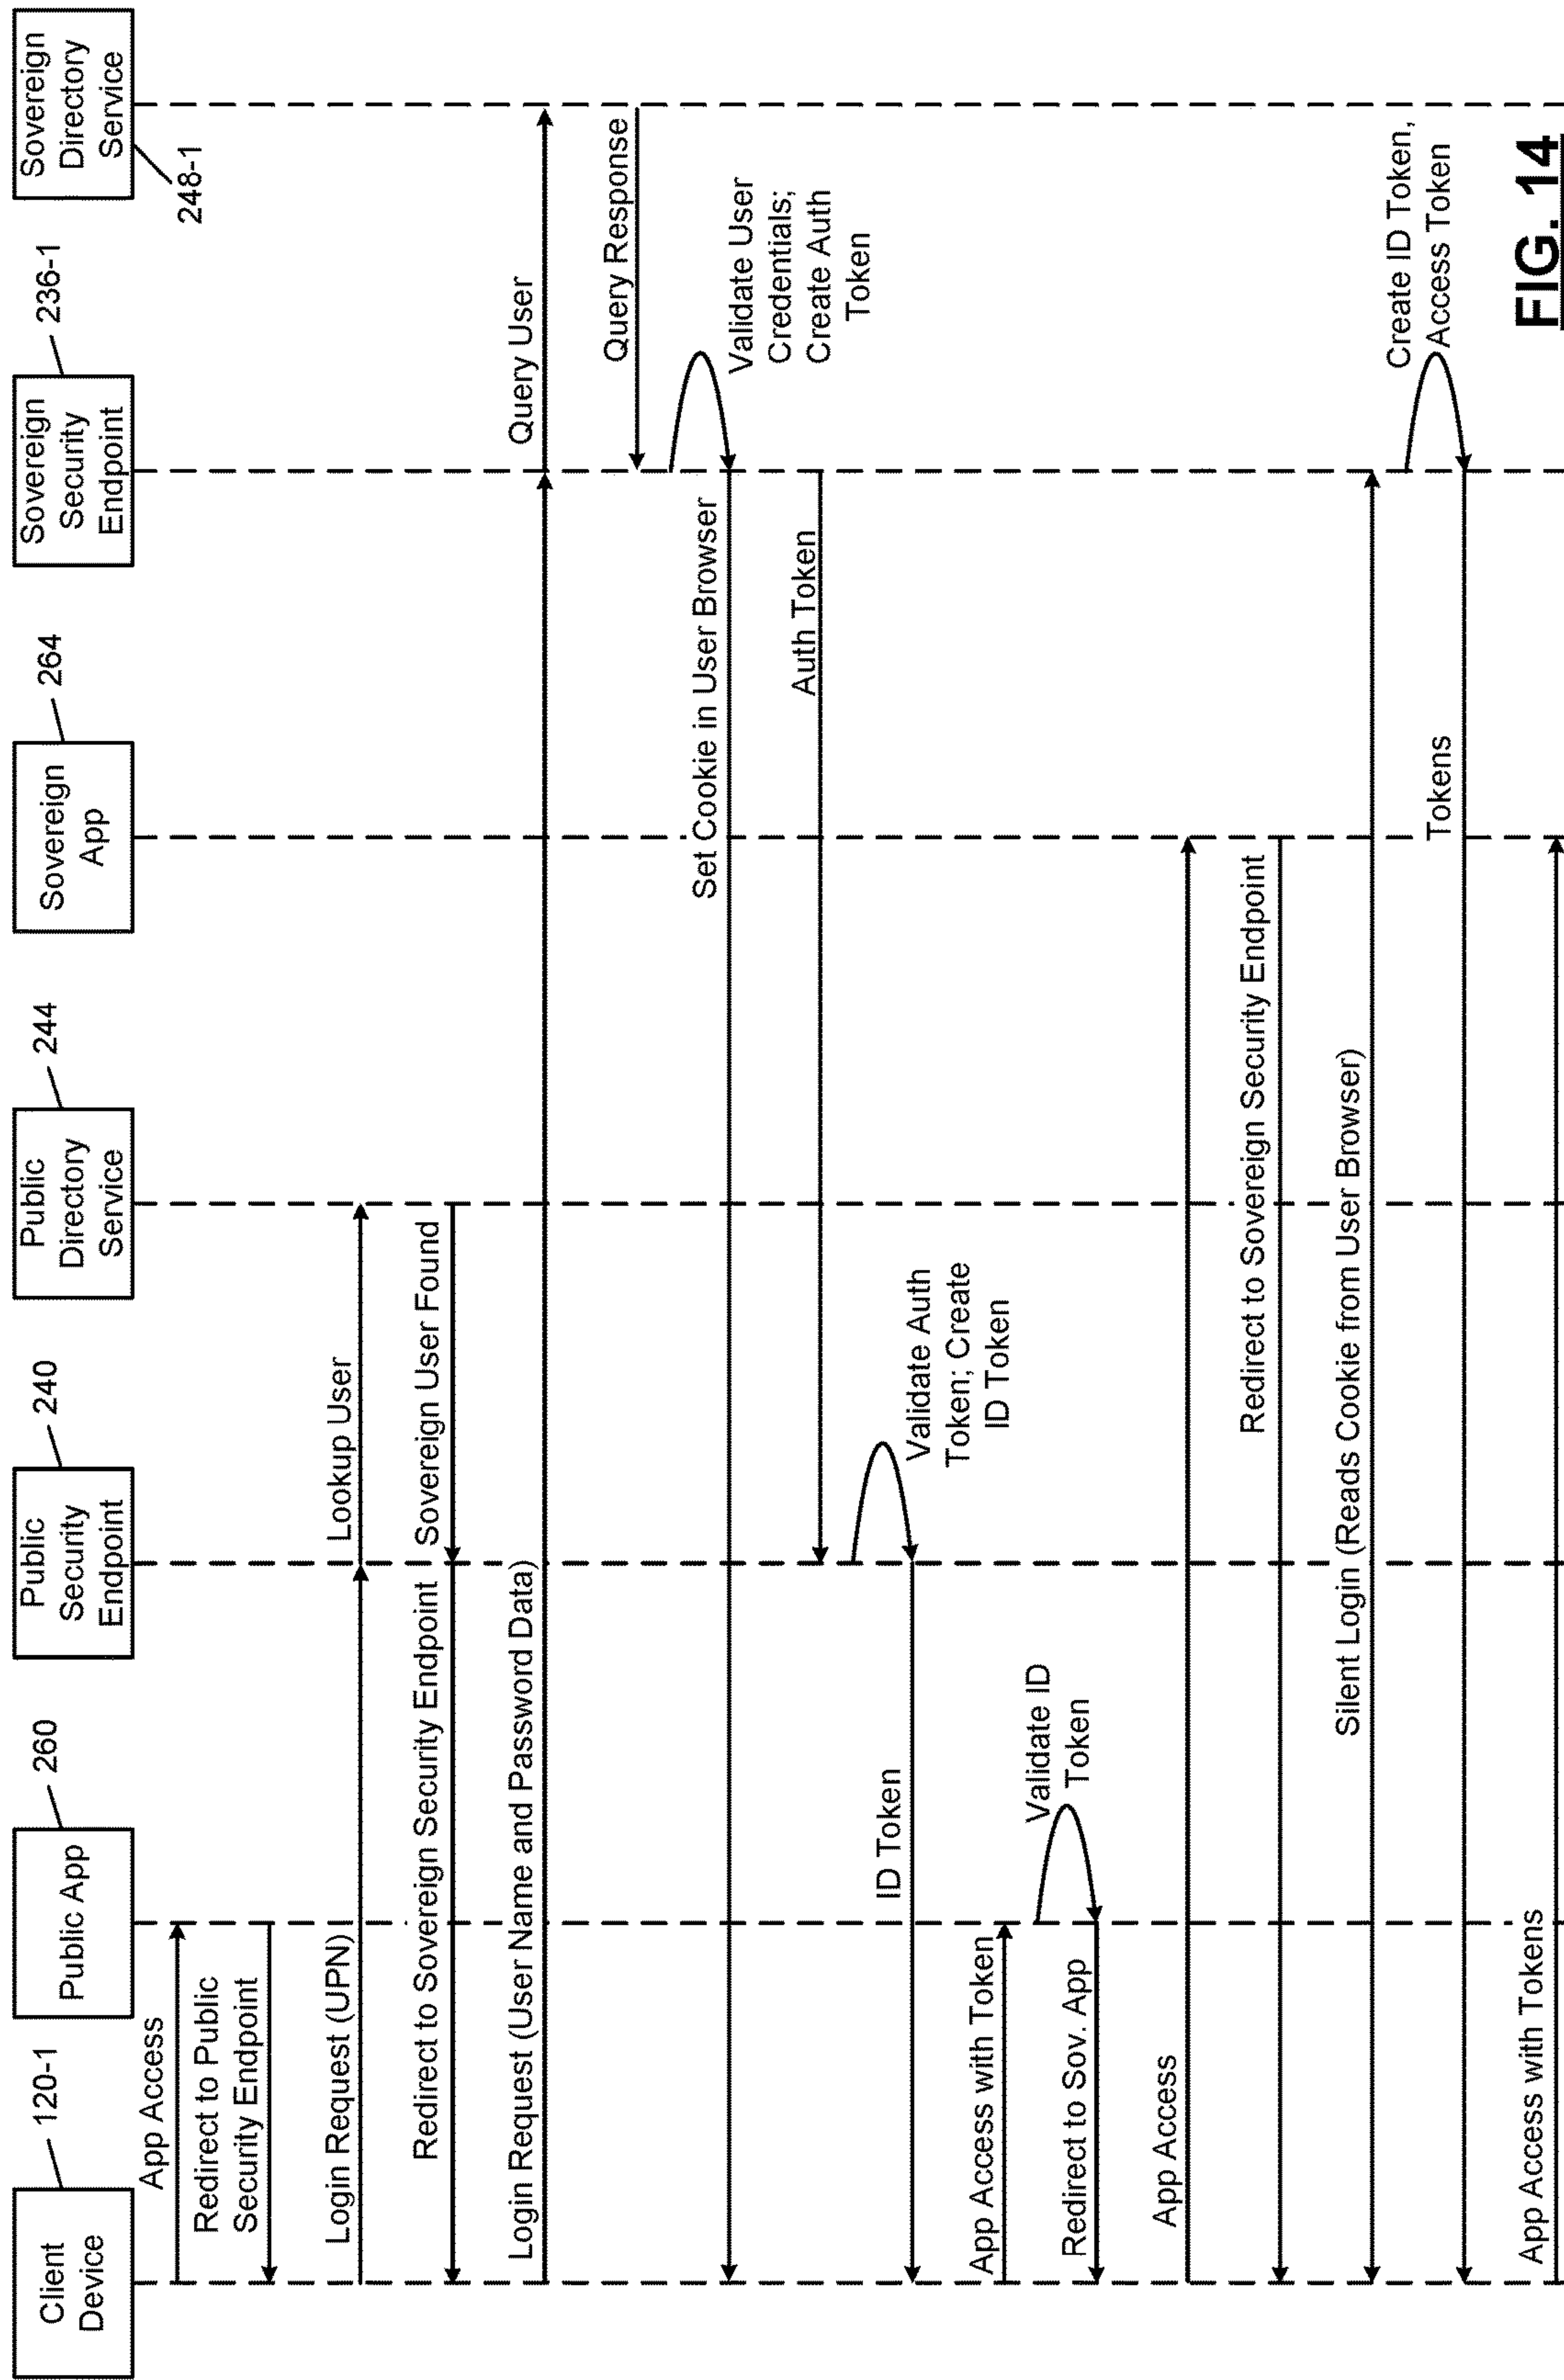 Client
Device
120-1
Public App
260
Public
Security
Endpoint
240
Public
Directory
Service
244
Sovereign
App
264
Sovereign
Security
Endpoint
236-1
Sovereign
Directory
Service
248-1
App Access
Redirect to Public
Security Endpoint
Login Request (UPN)
Lookup User
Redirect to Sovereign Security Endpoint
Sovereign User Found
Login Request (User Name and Password Data)
Query User
Query Response
Validate User
Credentials;
Create Auth
Token
Set Cookie in User Browser
Auth Token
Validate Auth
Token; Create
ID Token
ID Token
App Access with Token
Validate ID
Token
Redirect to Sov. App
App Access
Redirect to Sovereign Security Endpoint
Silent Login (Reads Cookie from User Browser)
Create ID Token,
Access Token
Tokens
App Access with Tokens
FIG. 14